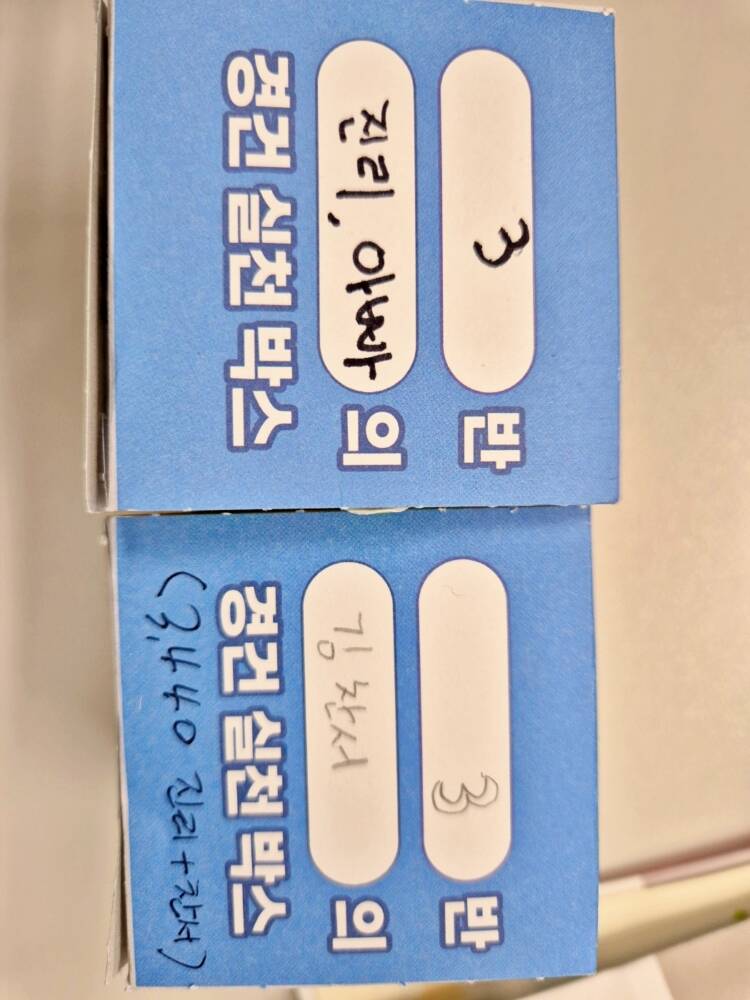 3 반
진리, 아빠 의
경건 실천 박스
3 반
김찬서 의
경건 실천 박스
(3,440 진리+찬서)